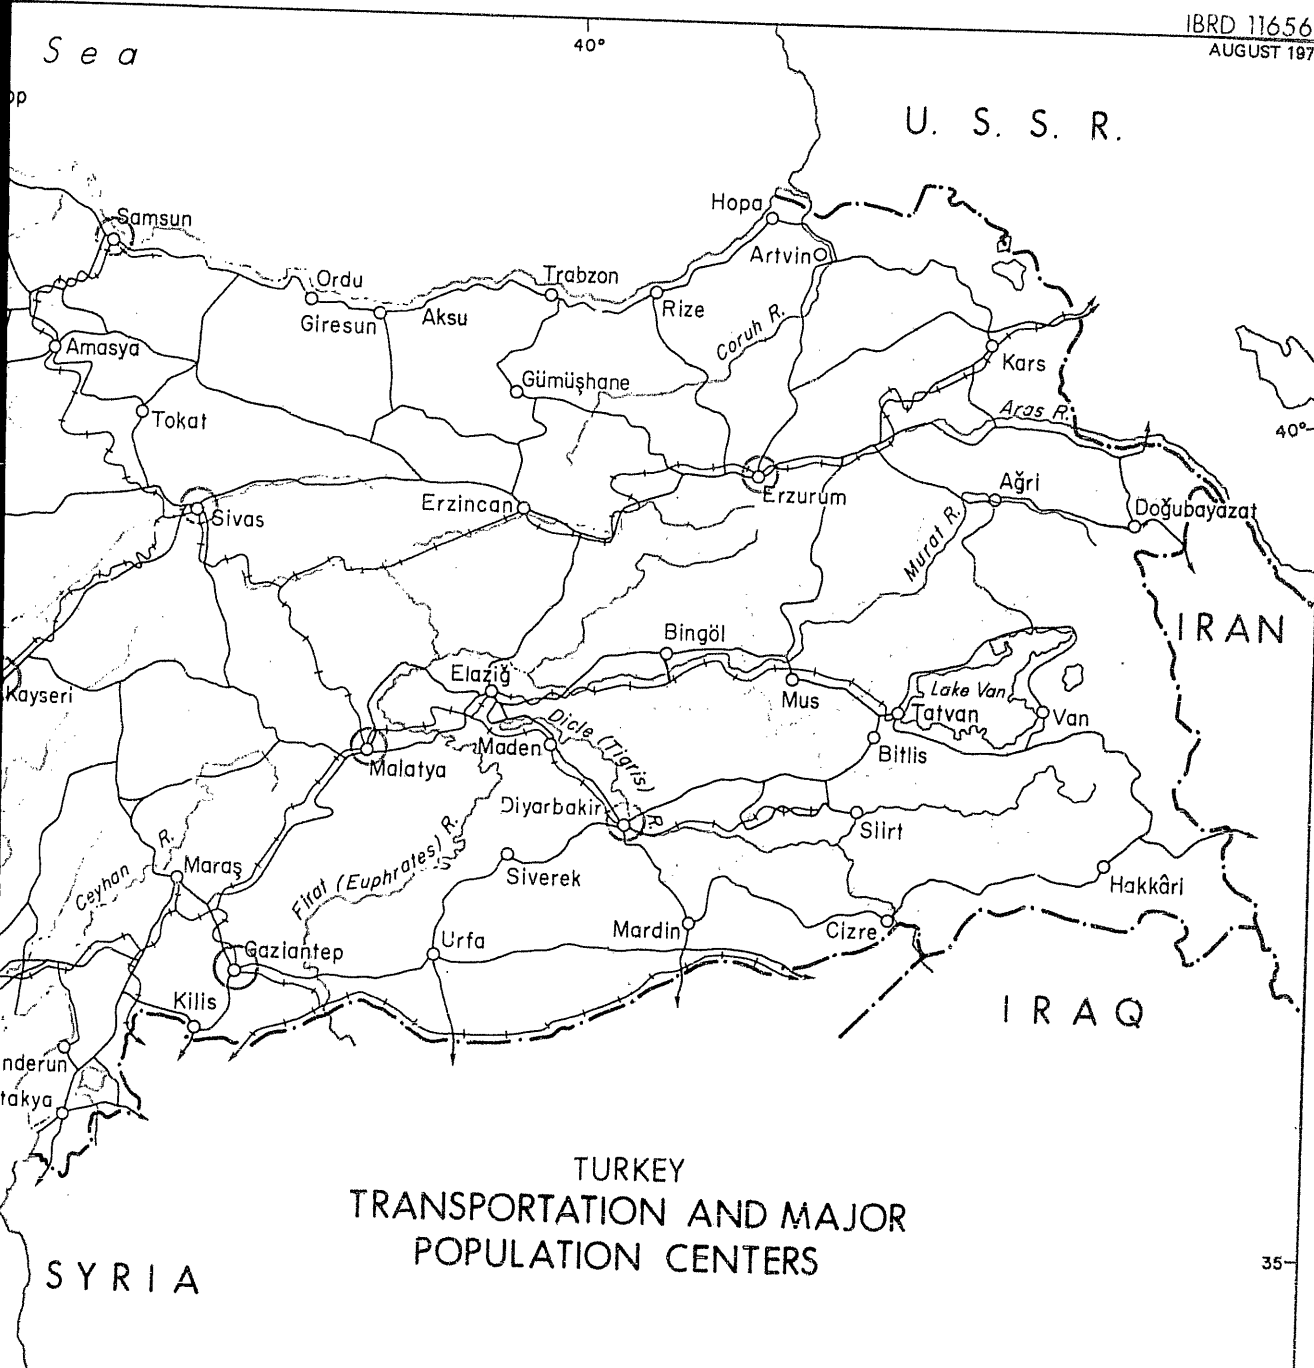 IBRD 11656
AUGUST 197
40°
Sea
U. S. S. R.
Samsun
Hopa
Artvin
Ordu
Trabzon
Giresun
Aksu
Rize
Coruh R.
Amasya
Kars
Gümüşhane
Aras R.
Tokat
40°
Erzincan
Erzurum
Ağri
Sivas
Doğubayazat
Murat R.
IRAN
Bingöl
Elaziğ
Kayseri
Mus
Lake Van
Tatvan
Van
Dicle (Tigris) R.
Maden
Bitlis
Malatya
Diyarbakir
Siirt
Ceyhan R.
Maraş
Firat (Euphrates) R.
Siverek
Hakkâri
Mardin
Cizre
Gaziantep
Urfa
Kilis
IRAQ
nderun
takya
TURKEY
TRANSPORTATION AND MAJOR
POPULATION CENTERS
SYRIA
35